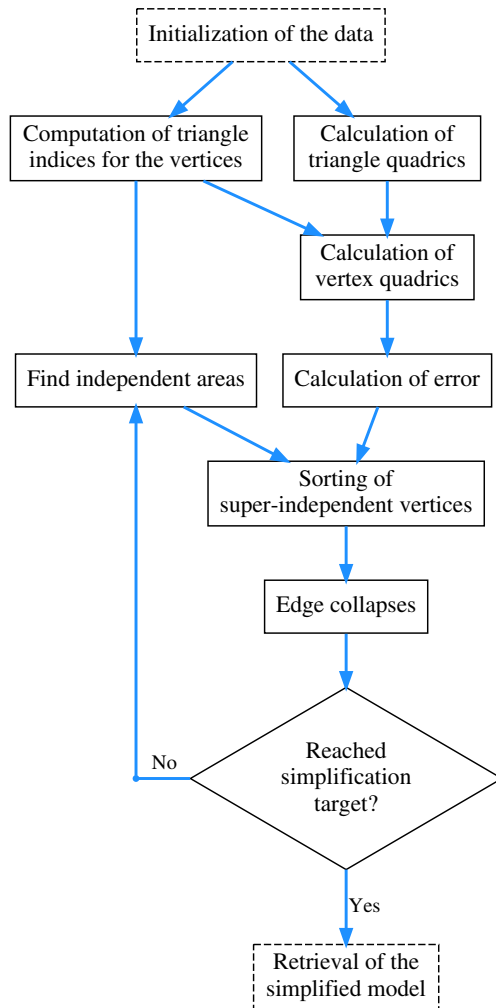 Initialization of the data
Computation of triangle
indices for the vertices
Calculation of
triangle quadrics
Calculation of
vertex quadrics
Find independent areas
Calculation of error
Sorting of
super-independent vertices
Edge collapses
Reached
simplification
target?
No
Yes
Retrieval of the
simplified model